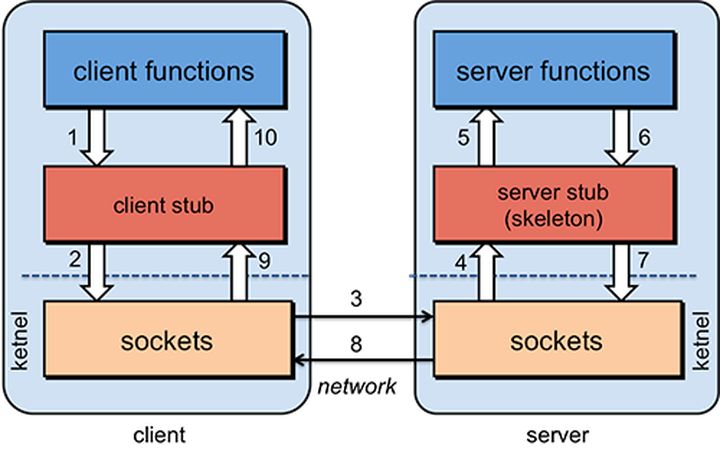 client functions
server functions
1
10
5
6
client stub
server stub
(skeleton)
2
9
4
7
ketnel
sockets
3
8
network
sockets
ketnel
client
server